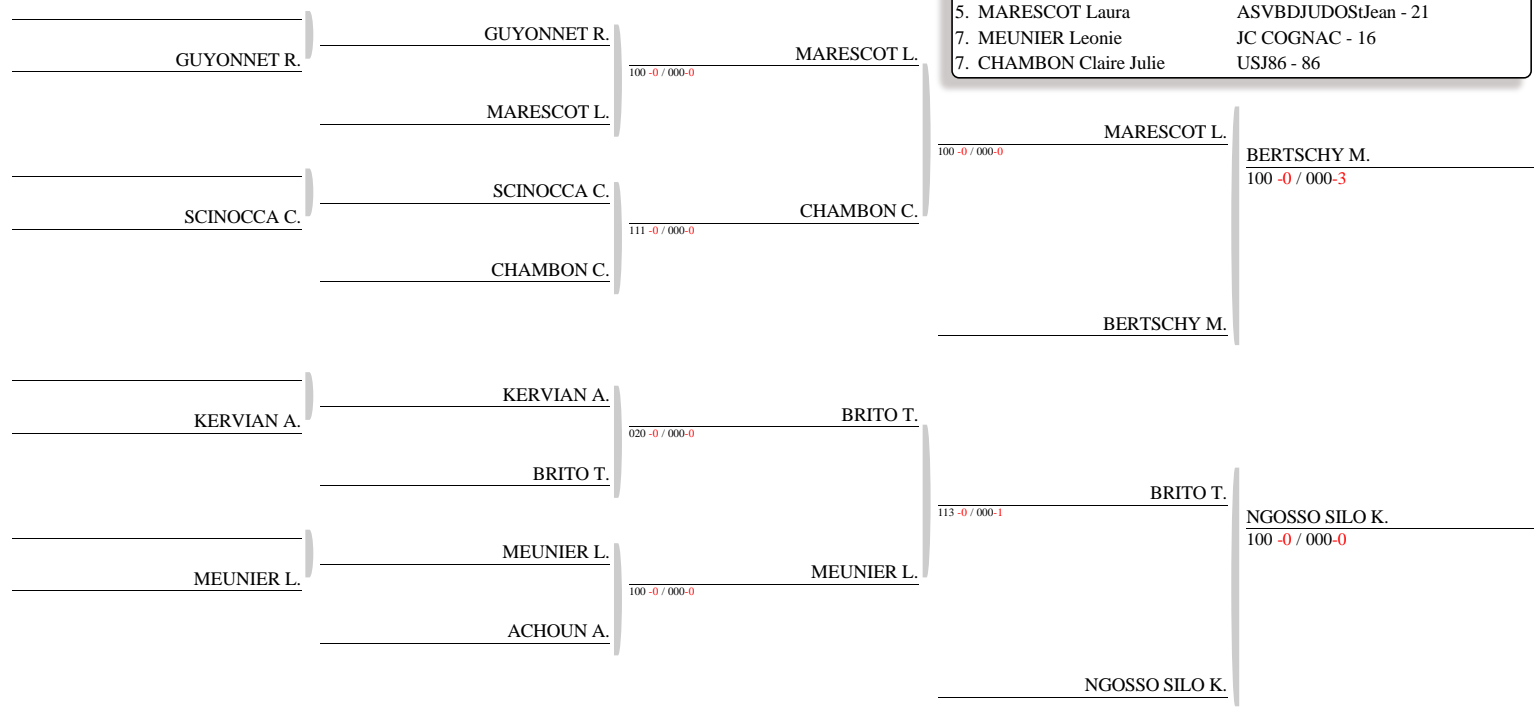 5. MARESCOT Laura ASVBDJUDOStJean - 21
7. MEUNIER Leonie JC COGNAC - 16
7. CHAMBON Claire Julie USJ86 - 86
GUYONNET R.
GUYONNET R.
MARESCOT L.
100 -0 / 000-0
MARESCOT L.
MARESCOT L.
100 -0 / 000-0
BERTSCHY M.
100 -0 / 000-3
SCINOCCA C.
SCINOCCA C.
CHAMBON C.
111 -0 / 000-0
CHAMBON C.
BERTSCHY M.
KERVIAN A.
KERVIAN A.
BRITO T.
020 -0 / 000-0
BRITO T.
BRITO T.
113 -0 / 000-1
NGOSSO SILO K.
100 -0 / 000-0
MEUNIER L.
MEUNIER L.
MEUNIER L.
100 -0 / 000-0
ACHOUN A.
NGOSSO SILO K.